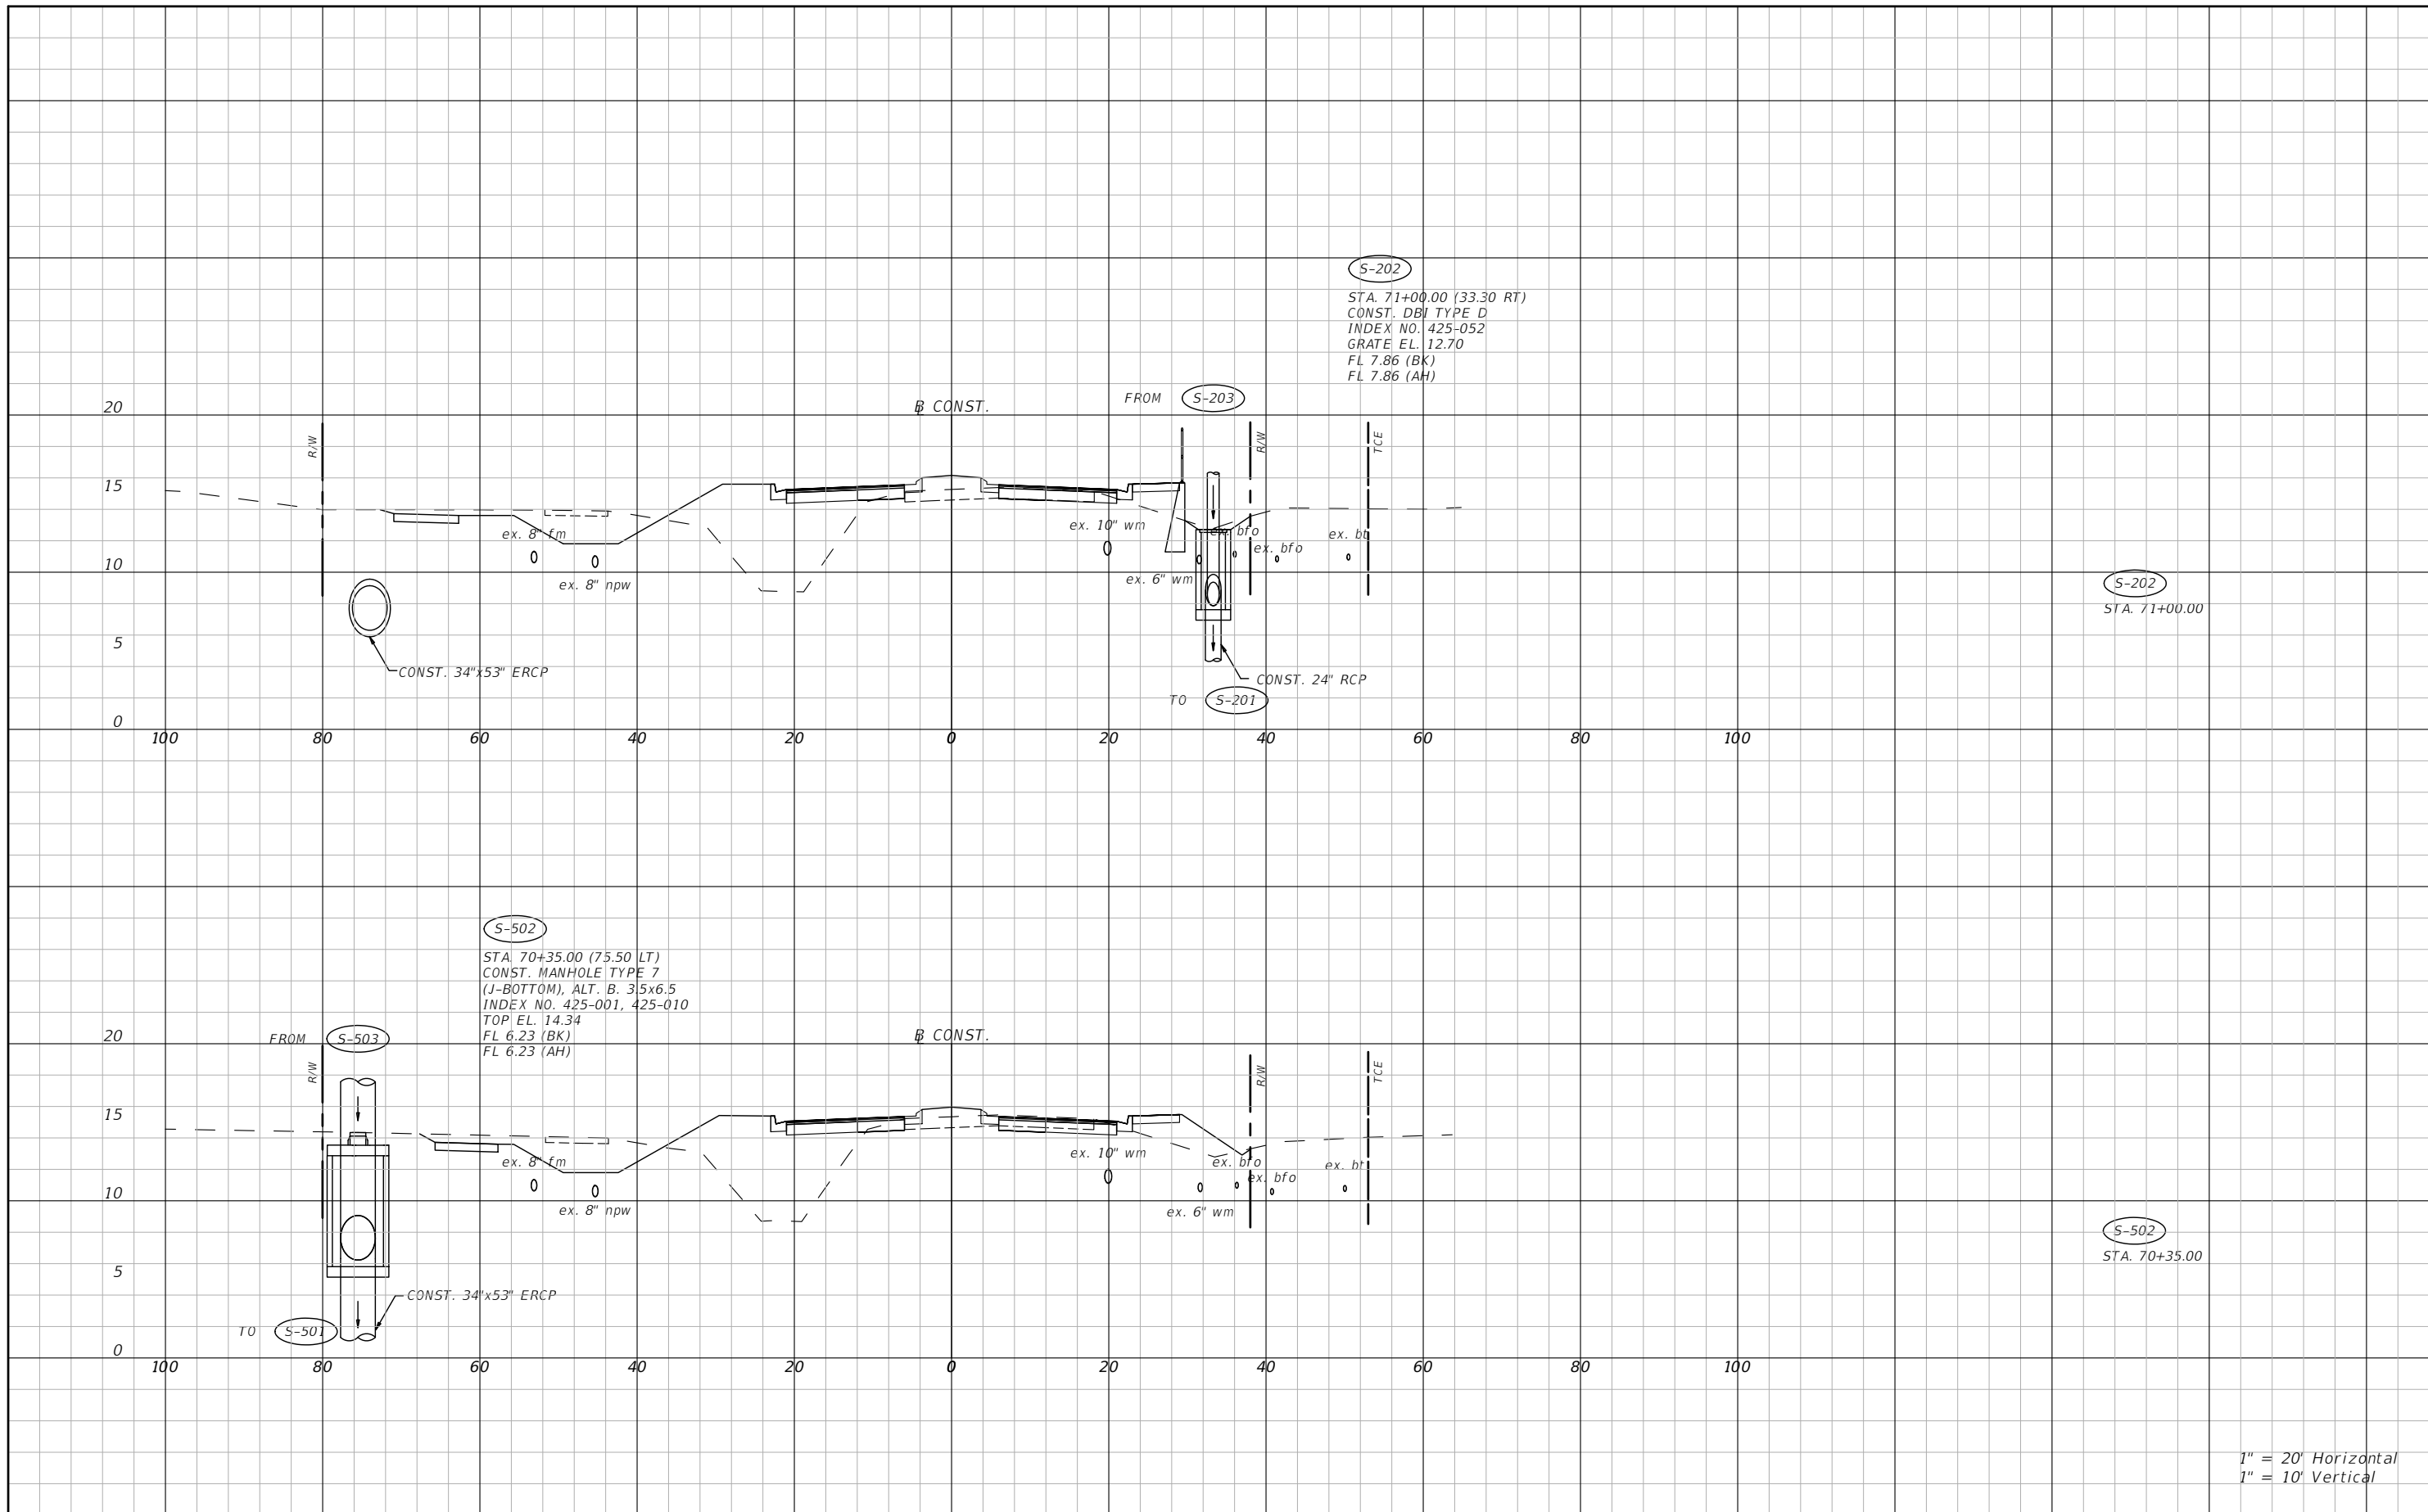 S-202
STA. 71+00.00 (33.30 RT)
CONST. DBI TYPE D
INDEX NO. 425-052
GRATE EL. 12.70
FL 7.86 (BK)
FL 7.86 (AH)
FROM S-203
20
B CONST.
R/W
R/W
TCE
15
ex. 8" fm
ex. 10" wm
ex. bfo
ex. bfo
ex. bt
10
ex. 8" npw
ex. 6" wm
S-202
STA. 71+00.00
5
CONST. 34"x53" ERCP
CONST. 24" RCP
TO S-201
0
100 80 60 40 20 0 20 40 60 80 100
S-502
STA. 70+35.00 (75.50 LT)
CONST. MANHOLE TYPE 7
(J-BOTTOM), ALT. B. 3.5x6.5
INDEX NO. 425-001, 425-010
TOP EL. 14.34
FL 6.23 (BK)
FL 6.23 (AH)
FROM S-503
20
B CONST.
R/W
R/W
TCE
15
ex. 8" fm
ex. 10" wm
ex. bfo
ex. bfo
ex. bt
10
ex. 8" npw
ex. 6" wm
S-502
STA. 70+35.00
5
CONST. 34"x53" ERCP
TO S-501
0
100 80 60 40 20 0 20 40 60 80 100
1" = 20' Horizontal
1" = 10' Vertical